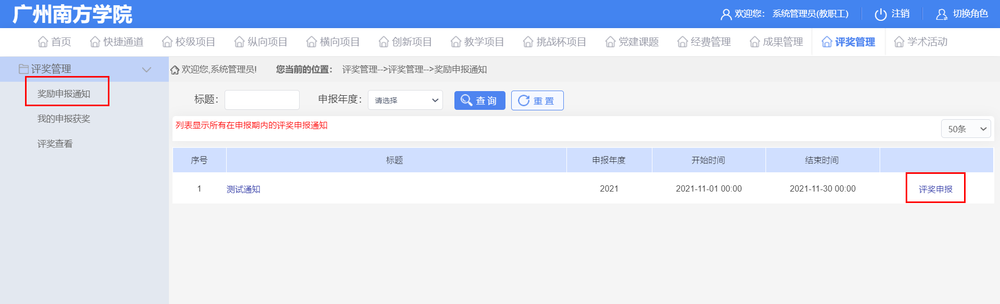 广州南方学院
欢迎您： 系统管理员(教职工) 注销 切换角色
首页 快捷通道 校级项目 纵向项目 横向项目 创新项目 教学项目 挑战杯项目 党建课题 经费管理 成果管理 评奖管理 学术活动
评奖管理
奖励申报通知
我的申报获奖
评奖查看
欢迎您,系统管理员! 您当前的位置： 评奖管理-->评奖管理-->奖励申报通知
标题： 申报年度： 请选择 查询 重置
列表显示所有在申报期内的评奖申报通知
50条
序号 标题 申报年度 开始时间 结束时间
1 测试通知 2021 2021-11-01 00:00 2021-11-30 00:00 评奖申报